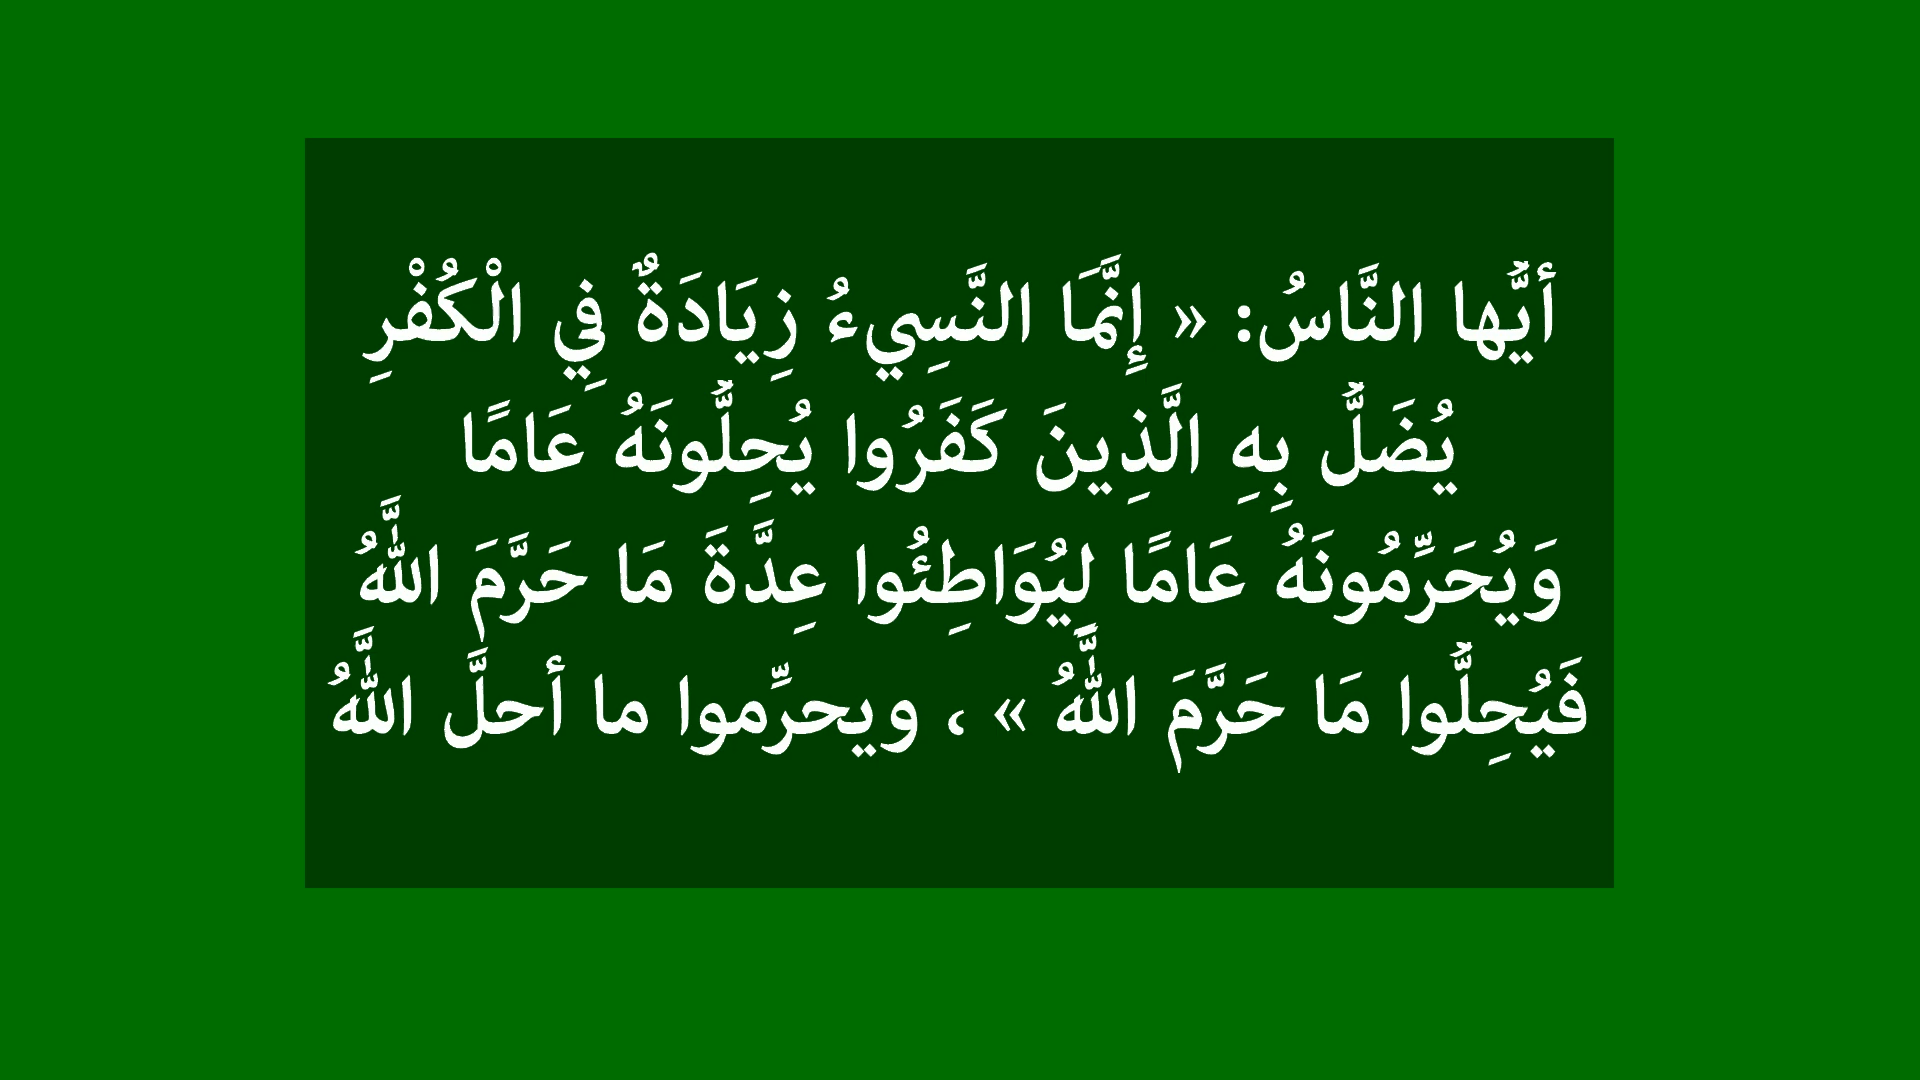 أيُّها النَّاسُ: « إِنَّمَا النَّسِيءُ زِيَادَةٌ فِي الْكُفْرِ
يُضَلُّ بِهِ الَّذِينَ كَفَرُوا يُحِلُّونَهُ عَامًا
وَيُحَرِّمُونَهُ عَامًا لِيُوَاطِئُوا عِدَّةَ مَا حَرَّمَ اللَّهُ
فَيُحِلُّوا مَا حَرَّمَ اللَّهُ » ، ويحرِّموا ما أحلَّ اللَّهُ